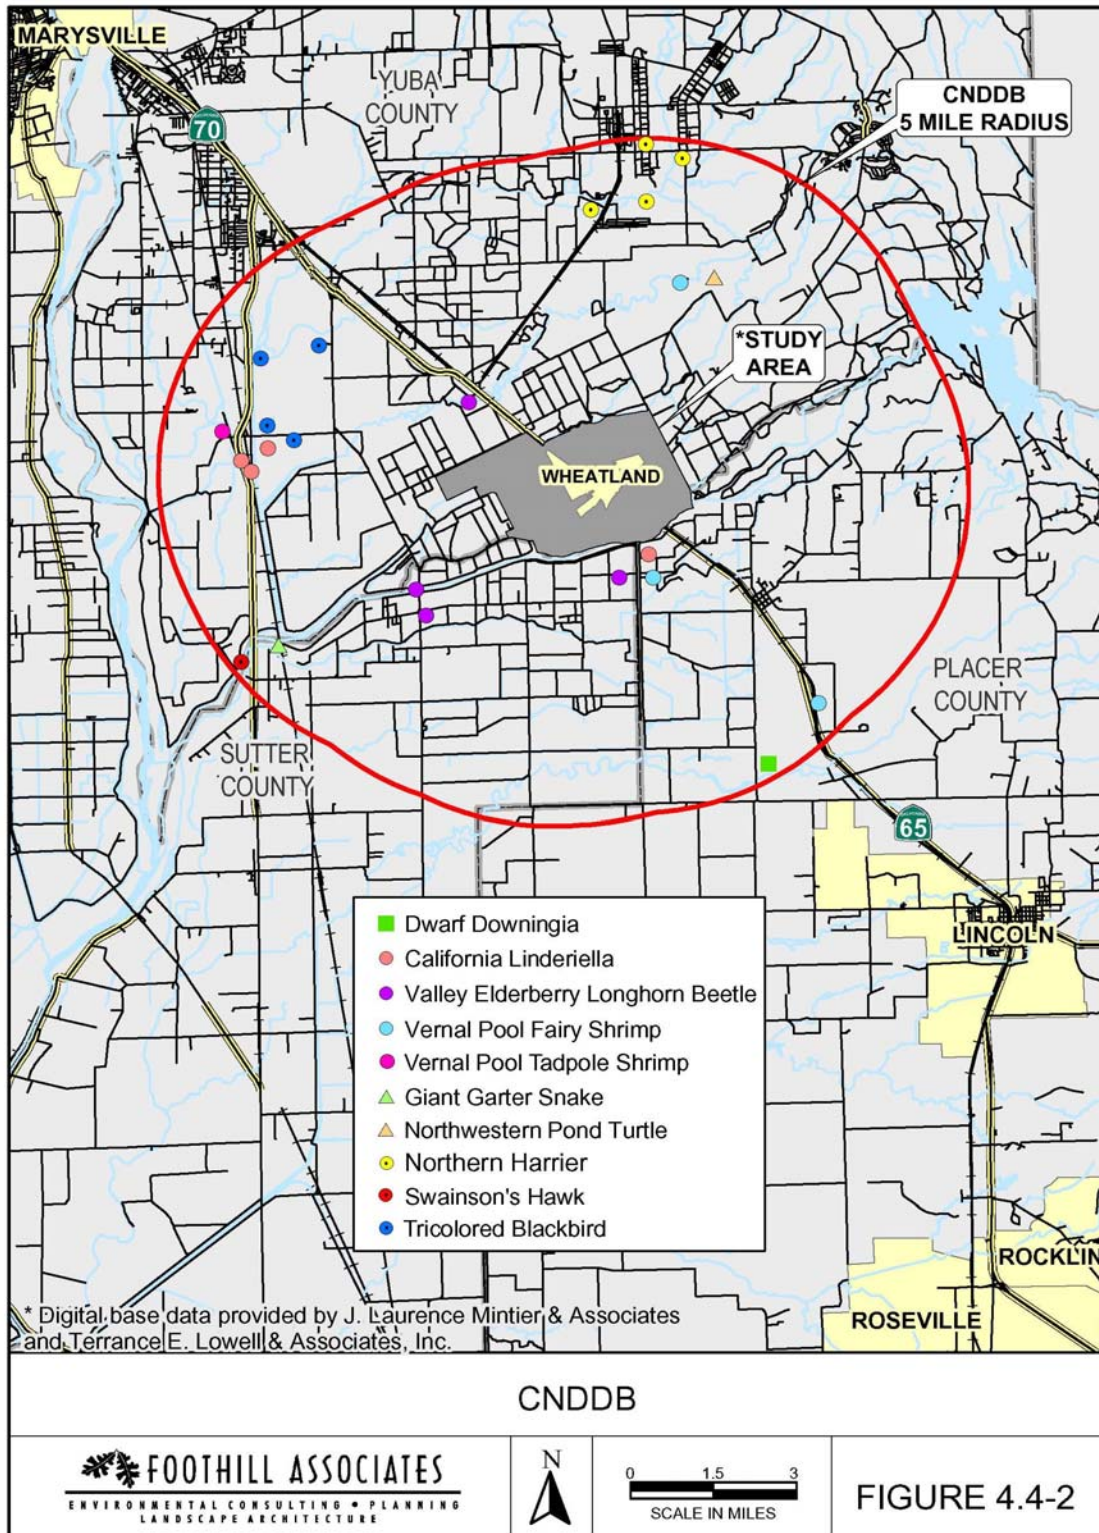 MARYSVILLE
YUBA
COUNTY
70
CNDDB
5 MILE RADIUS
*STUDY
AREA
WHEATLAND
PLACER
COUNTY
SUTTER
COUNTY
65
LINCOLN
Dwarf Downingia
California Linderiella
Valley Elderberry Longhorn Beetle
Vernal Pool Fairy Shrimp
Vernal Pool Tadpole Shrimp
Giant Garter Snake
Northwestern Pond Turtle
Northern Harrier
Swainson's Hawk
Tricolored Blackbird
ROCKLIN
ROSEVILLE
* Digital base data provided by J. Laurence Mintier & Associates
and Terrance E. Lowell & Associates, Inc.
CNDDB
FOOTHILL ASSOCIATES
ENVIRONMENTAL CONSULTING • PLANNING
LANDSCAPE ARCHITECTURE
N
0 1.5 3
SCALE IN MILES
FIGURE 4.4-2